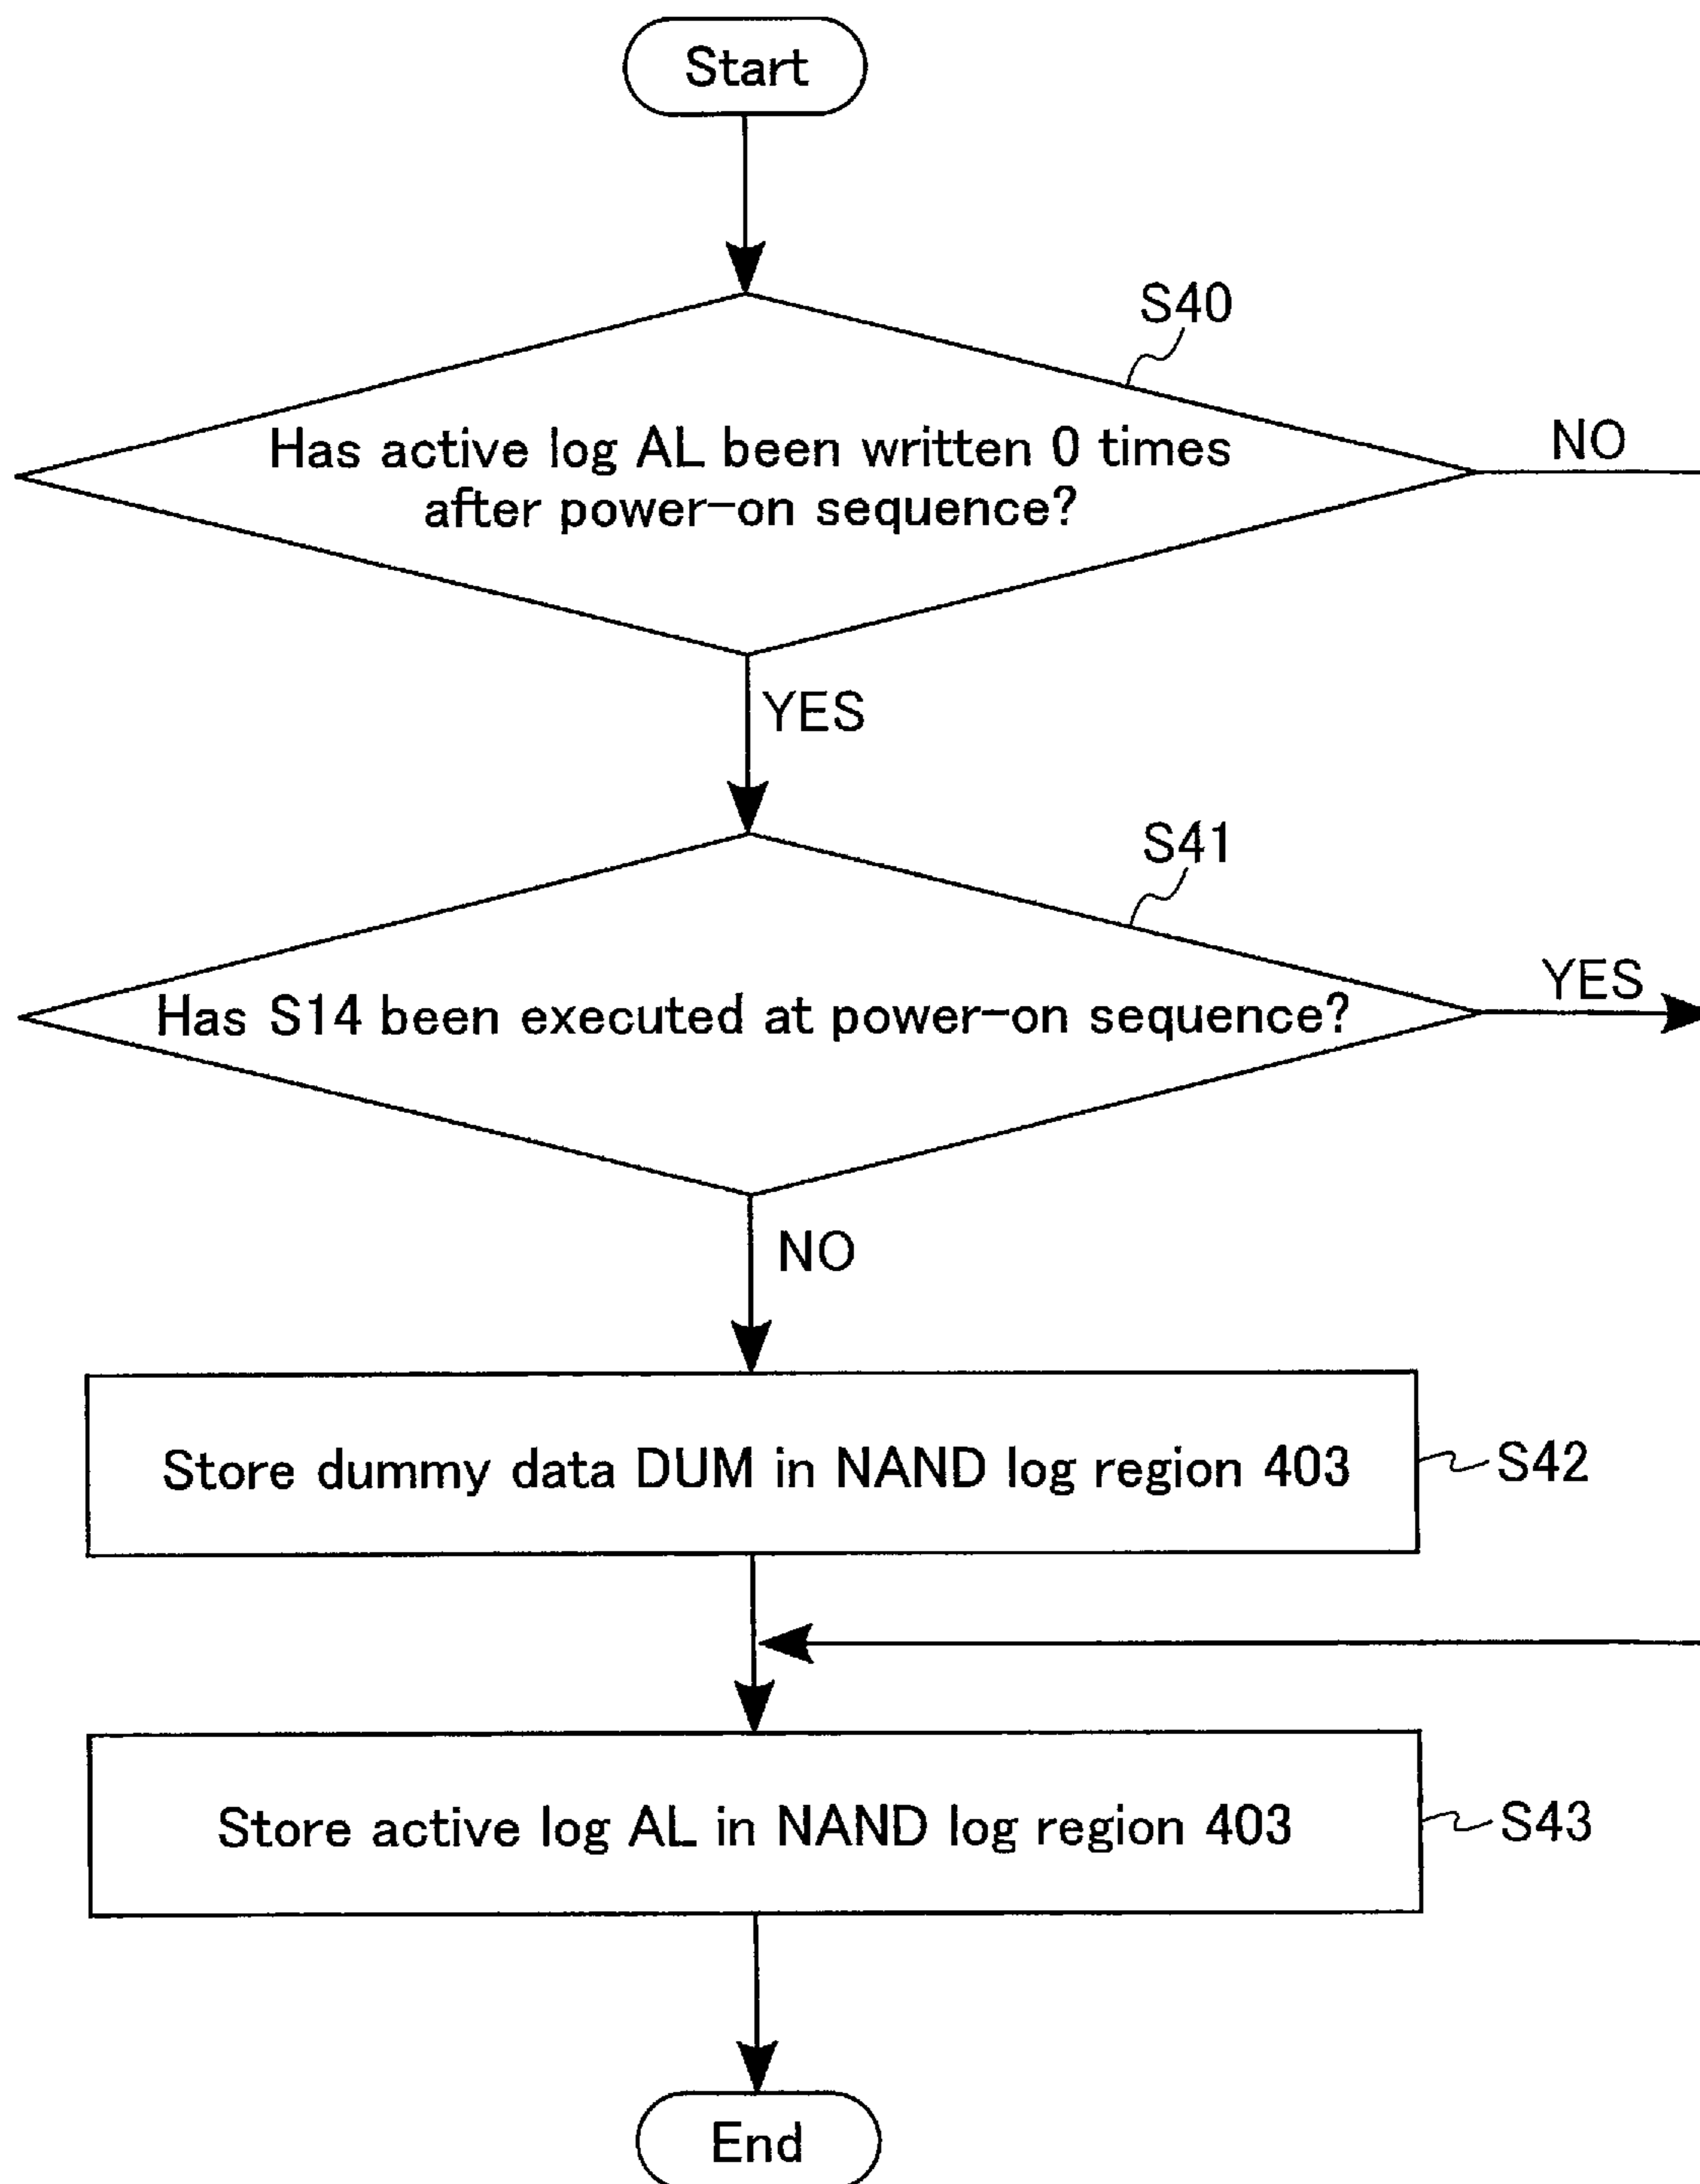 Start
S40
Has active log AL been written 0 times
after power-on sequence?
NO
YES
S41
Has S14 been executed at power-on sequence?
YES
NO
Store dummy data DUM in NAND log region 403
S42
Store active log AL in NAND log region 403
S43
End